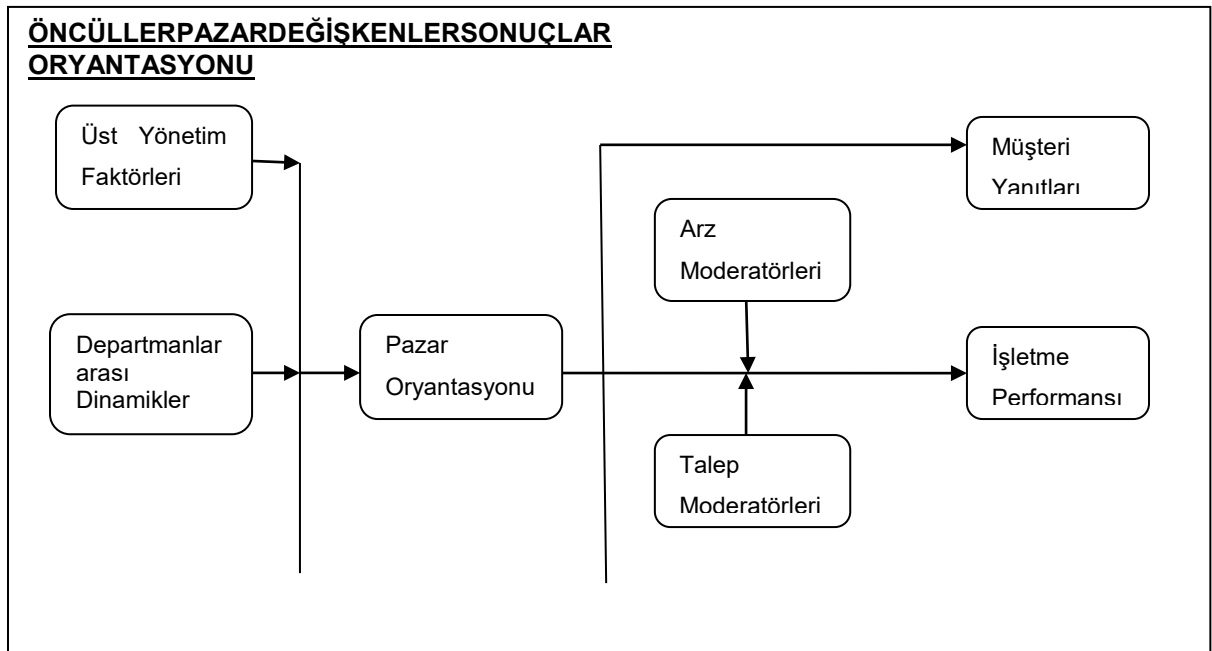 ÖNCÜLLERPAZARDEĞİŞKENLERSONUÇLAR
ORYANTASYONU
Üst Yönetim
Faktörleri
Departmanlar
arası
Dinamikler
Pazar
Oryantasyonu
Arz
Moderatörleri
Talep
Moderatörleri
Müşteri
Yanıtları
İşletme
Performansı